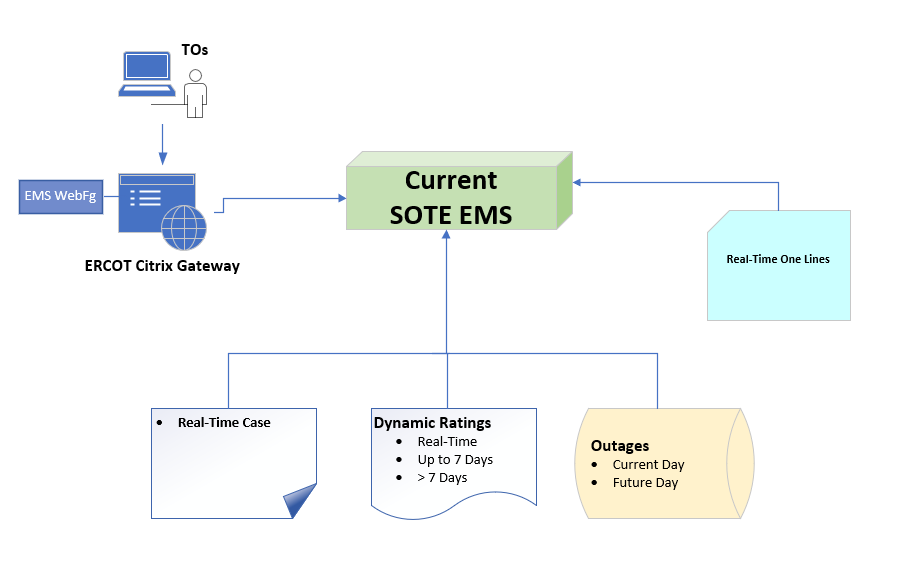 TOs
EMS WebFg
ERCOT Citrix Gateway
Current
SOTE EMS
Real-Time One Lines
• Real-Time Case
Dynamic Ratings
• Real-Time
• Up to 7 Days
• > 7 Days
Outages
• Current Day
• Future Day